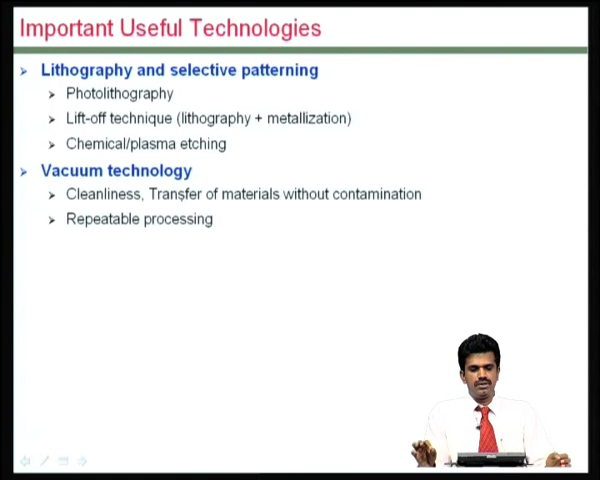 Important Useful Technologies
Lithography and selective patterning
Photolithography
Lift-off technique (lithography + metallization)
Chemical/plasma etching
Vacuum technology
Cleanliness, Transfer of materials without contamination
Repeatable processing